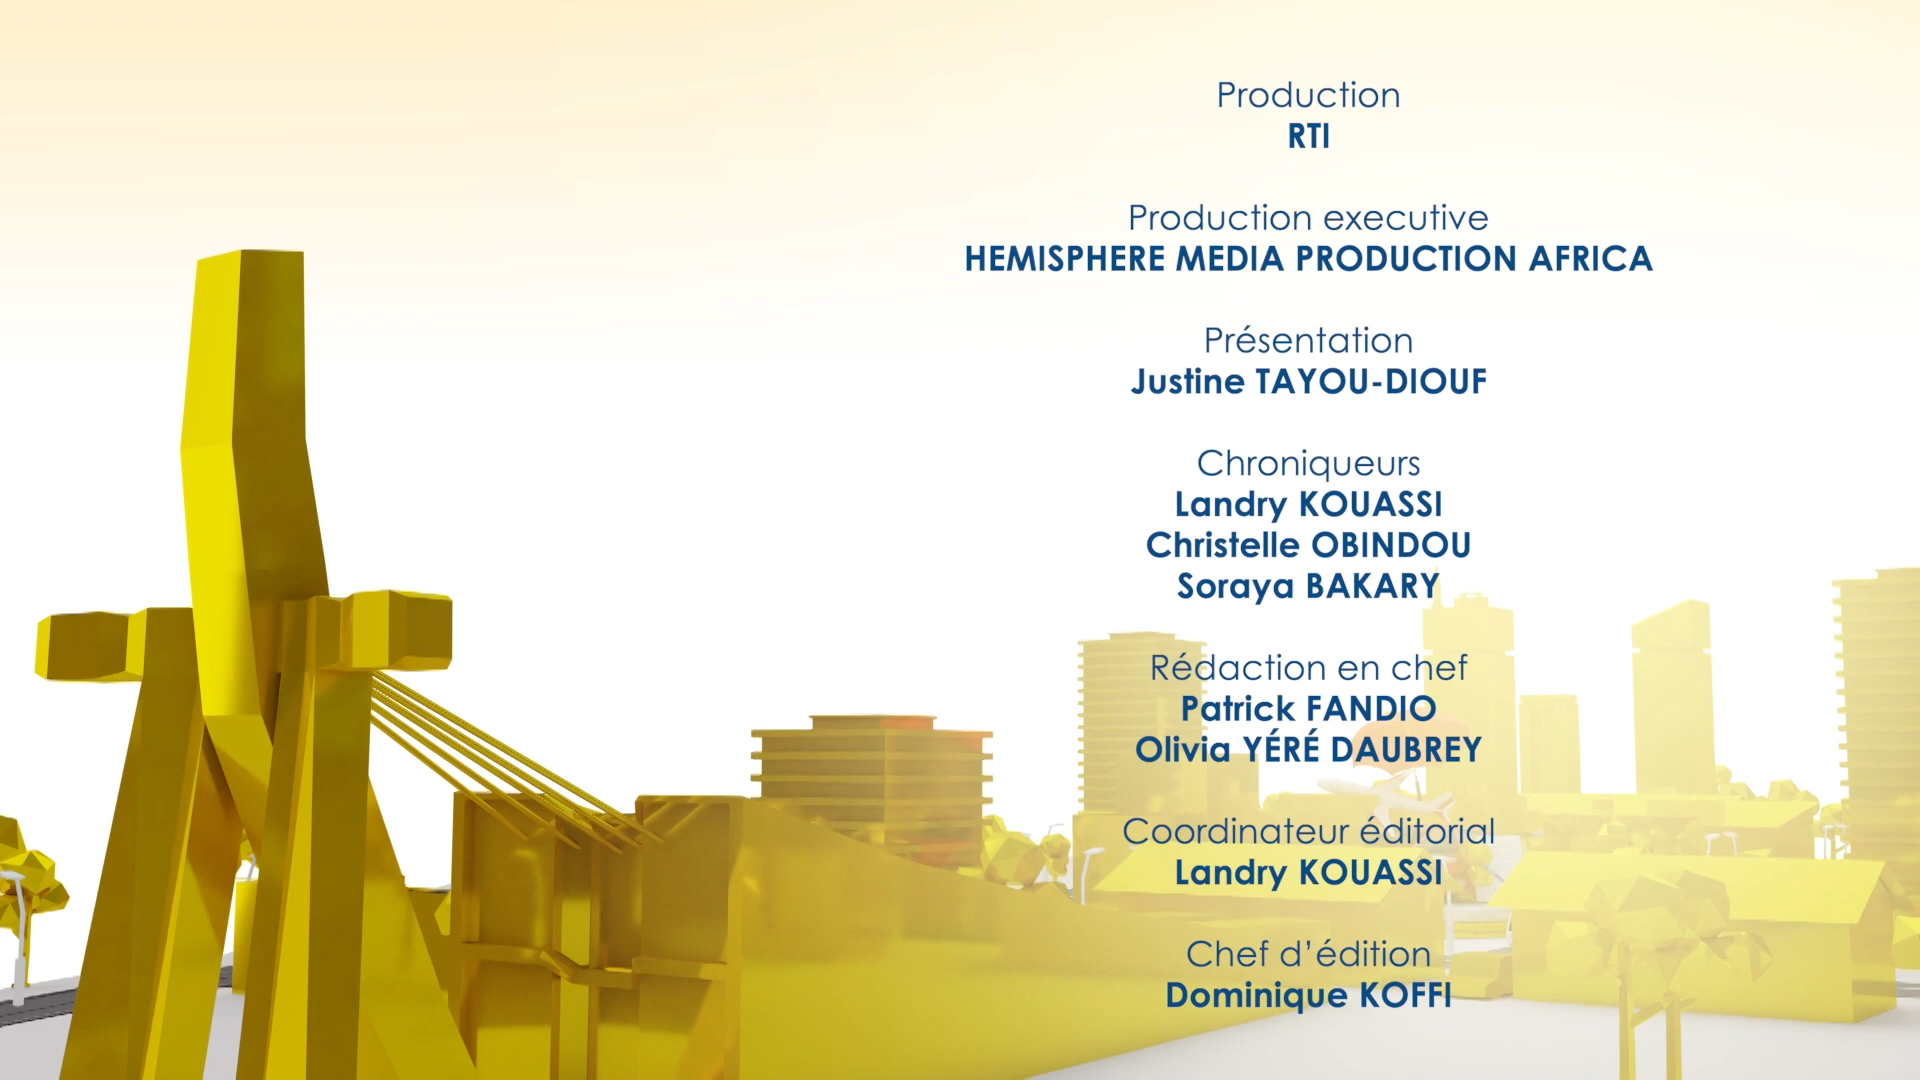 Production
RTI
Production executive
HEMISPHERE MEDIA PRODUCTION AFRICA
Présentation
Justine TAYOU-DIOUF
Chroniqueurs
Landry KOUASSI
Christelle OBINDOU
Soraya BAKARY
Rédaction en chef
Patrick FANDIO
Olivia YÉRÉ DAUBREY
Coordinateur éditorial
Landry KOUASSI
Chef d’édition
Dominique KOFFI